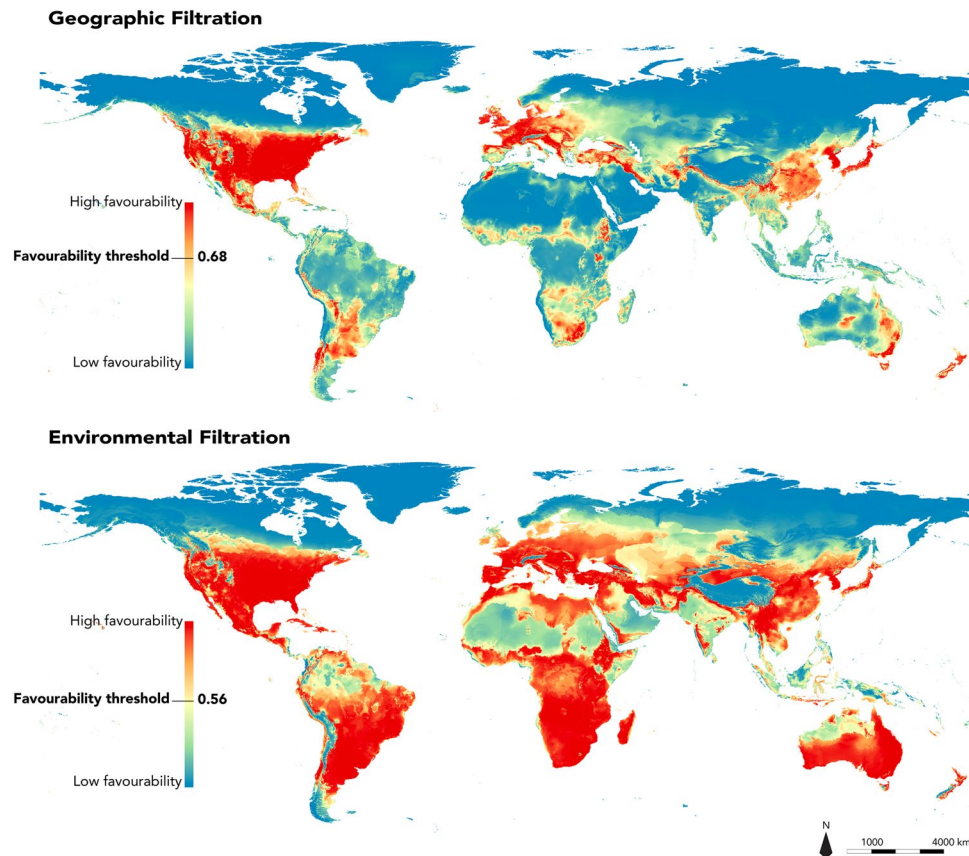 Geographic Filtration
High favourability
Favourability threshold 0.68
Low favourability
Environmental Filtration
High favourability
Favourability threshold 0.56
Low favourability
N
1000 4000 km